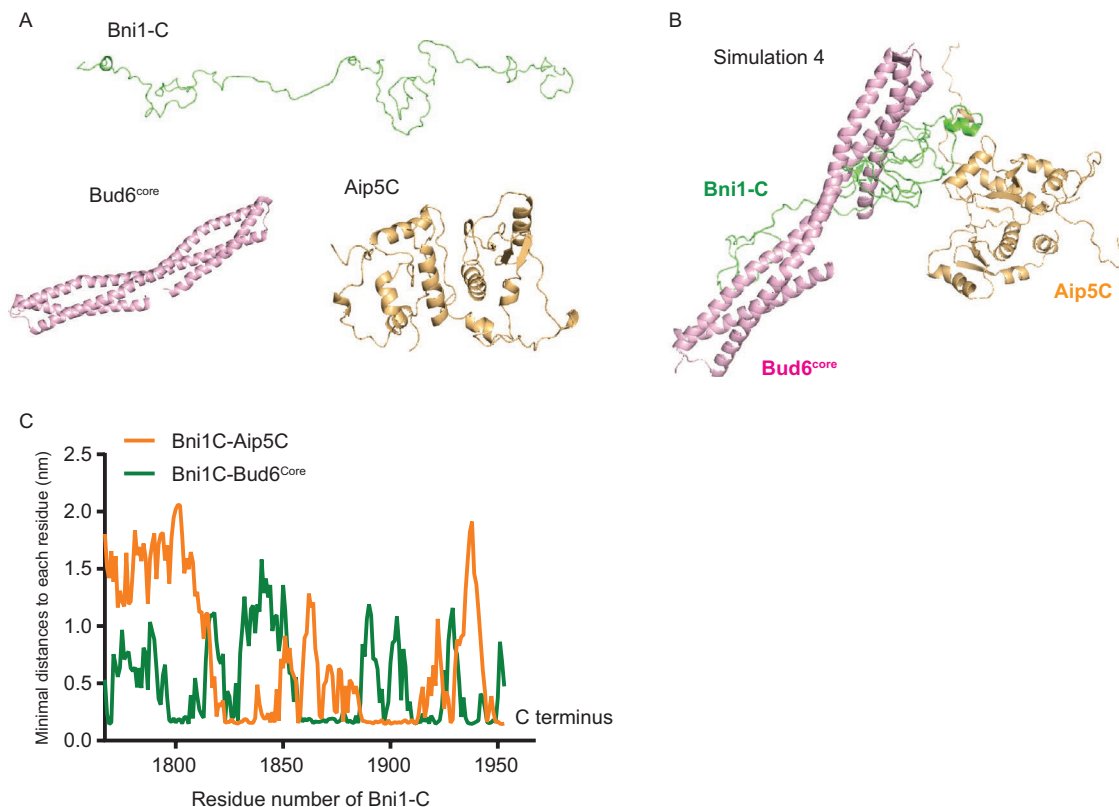 A
Bni1-C
Bud6core
Aip5C
B
Simulation 4
Bni1-C
Aip5C
Bud6core
C
Bni1C-Aip5C
Bni1C-Bud6Core
Minimal distances to each residue (nm)
2.5
2.0
1.5
1.0
0.5
0.0
C terminus
1800 1850 1900 1950
Residue number of Bni1-C